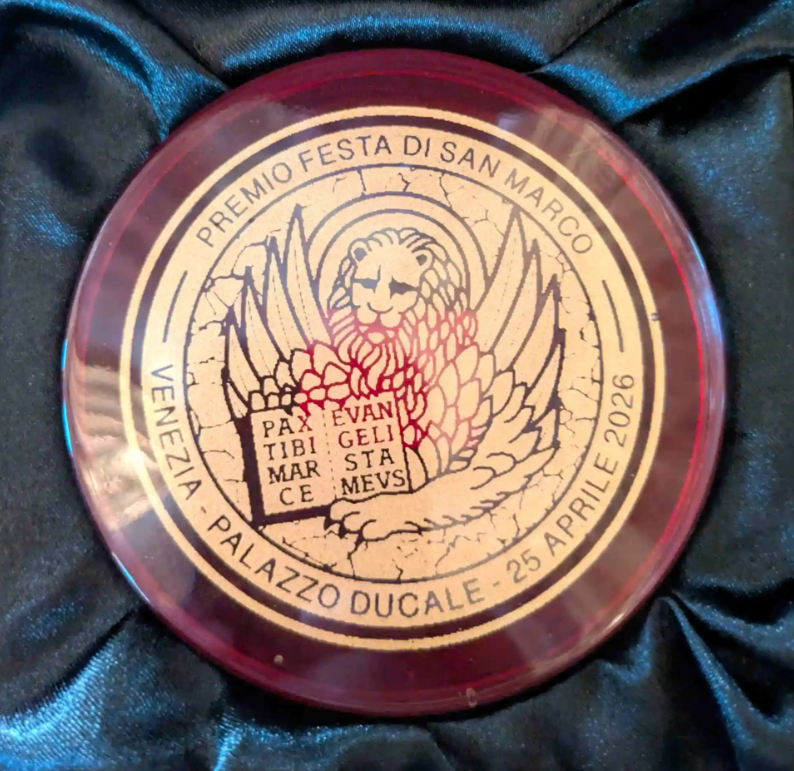 PREMIO FESTA DI SAN MARCO
PAX
TIBI
MAR
CE
EVAN
GELI
STA
MEVS
VENEZIA - PALAZZO DUCALE - 25 APRILE 2026